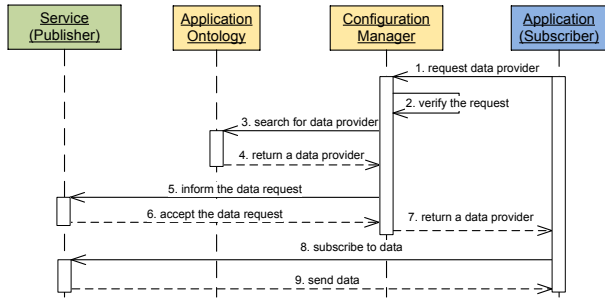 Service
(Publisher)
Application
Ontology
Configuration
Manager
Application
(Subscriber)
1. request data provider
2. verify the request
3. search for data provider
4. return a data provider
5. inform the data request
6. accept the data request
7. return a data provider
8. subscribe to data
9. send data